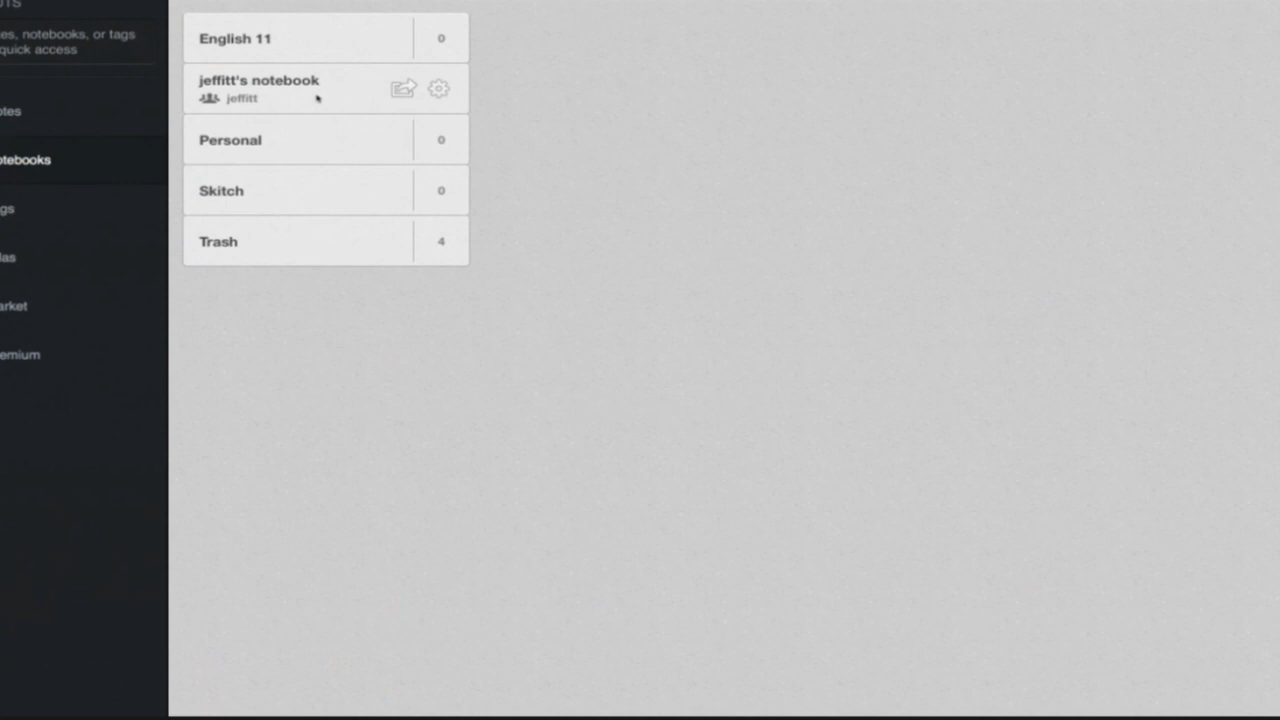 es, notebooks, or tags
quick access
otes
otebooks
gs
las
arket
emium
English 11 0
jeffitt's notebook
jeffitt
Personal 0
Skitch 0
Trash 4